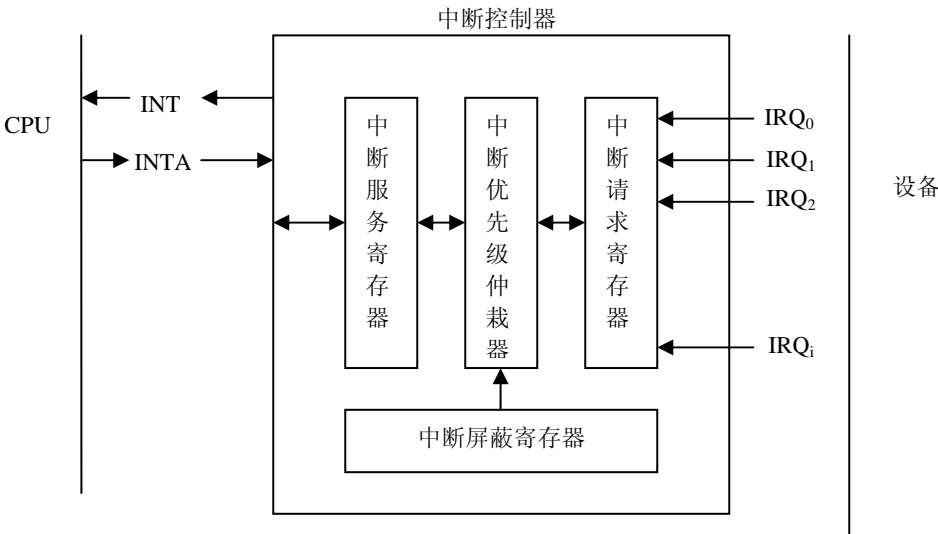 中断控制器
CPU
INT
INTA
中断服务寄存器
中断优先级仲裁器
中断请求寄存器
IRQ0
IRQ1
IRQ2
IRQi
设备
中断屏蔽寄存器